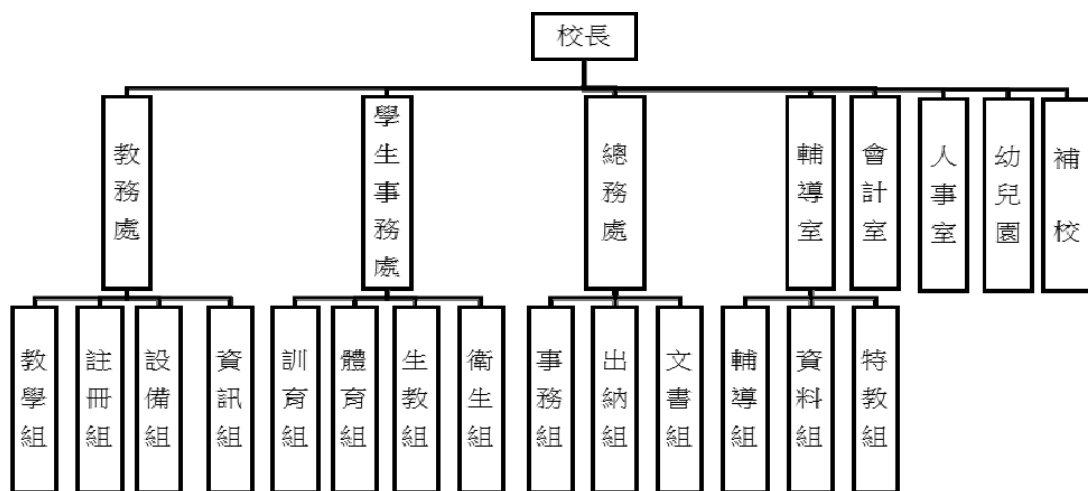 校長
教務處
學生事務處
總務處
輔導室
會計室
人事室
幼兒園
補校
教學組
註冊組
設備組
資訊組
訓育組
體育組
生教組
衛生組
事務組
出納組
文書組
輔導組
資料組
特教組